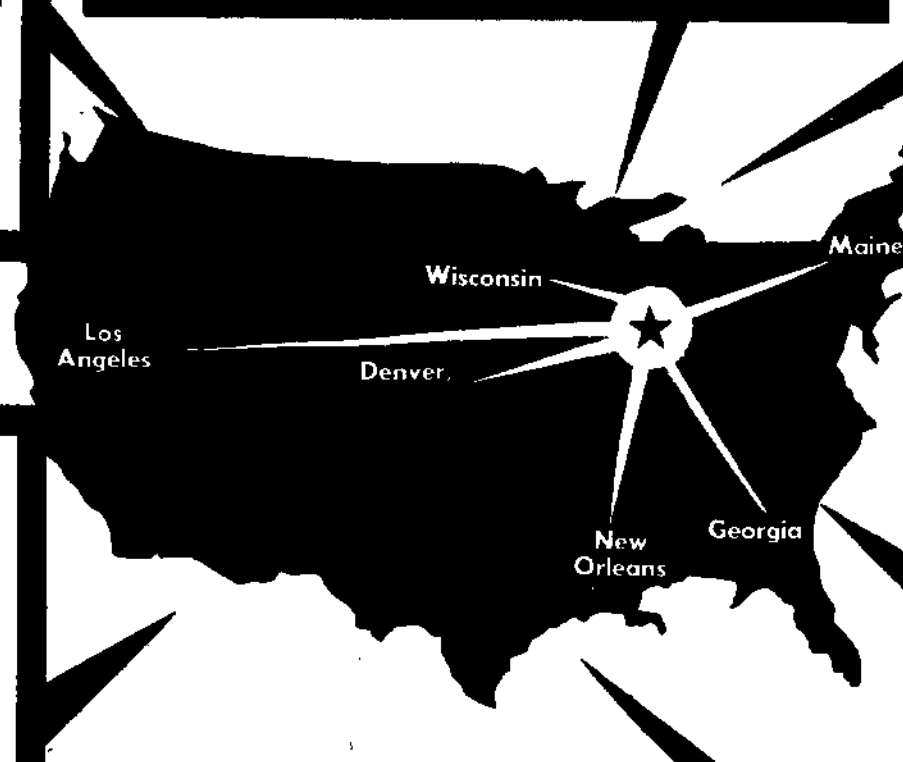 Maine
Wisconsin
Los
Angeles
Denver,
New
Orleans
Georgia